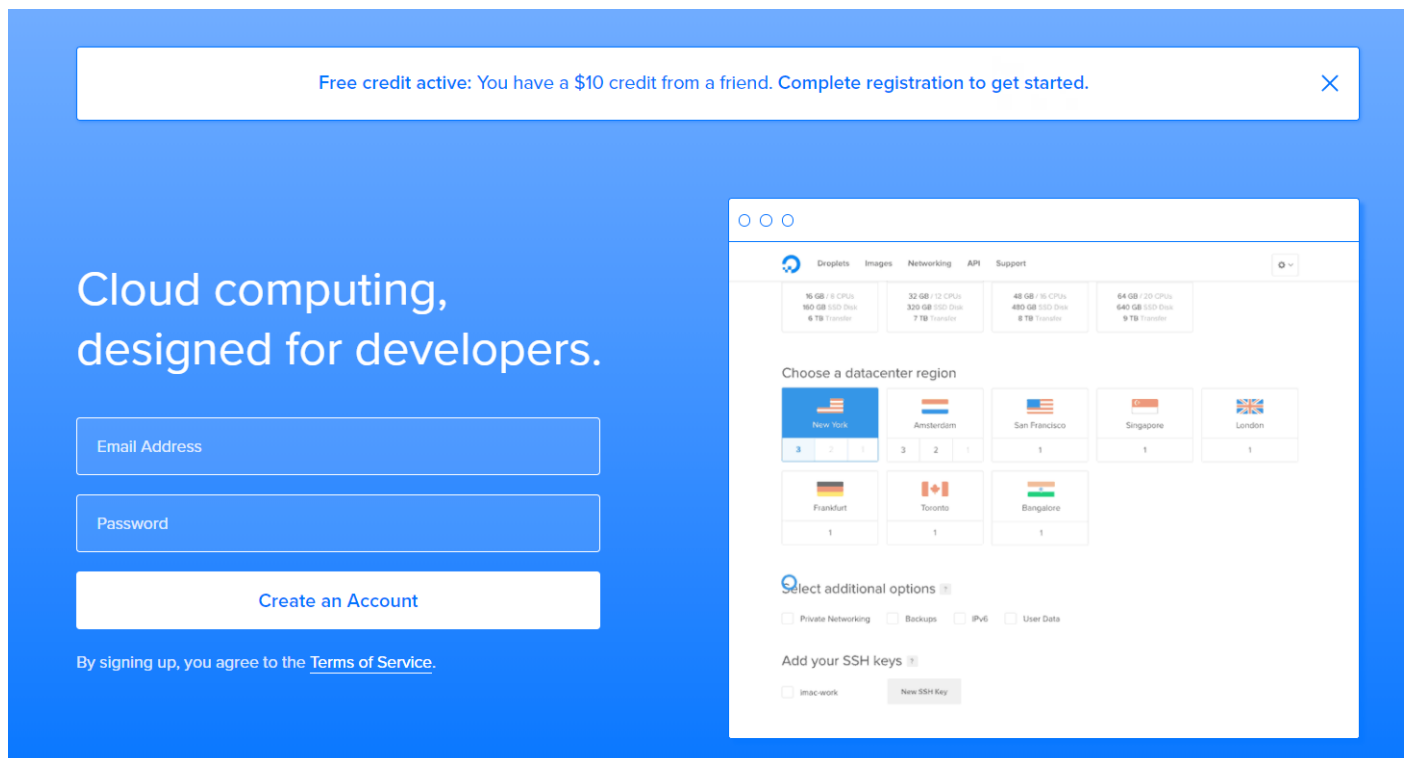 Free credit active: You have a $10 credit from a friend. Complete registration to get started.
Cloud computing,
designed for developers.
Email Address
Password
Create an Account
By signing up, you agree to the Terms of Service.
Droplets Images Networking API Support
16 GB / 8 CPUs 32 GB / 12 CPUs 48 GB / 16 CPUs 64 GB / 20 CPUs
160 GB SSD Disk 320 GB SSD Disk 480 GB SSD Disk 640 GB SSD Disk
6 TB Transfer 7 TB Transfer 8 TB Transfer 9 TB Transfer
Choose a datacenter region
New York Amsterdam San Francisco Singapore London
3 2 1 3 2 1 1 1 1
Frankfurt Toronto Bangalore
1 1 1
Select additional options ?
Private Networking Backups IPv6 User Data
Add your SSH keys ?
imac-work New SSH Key